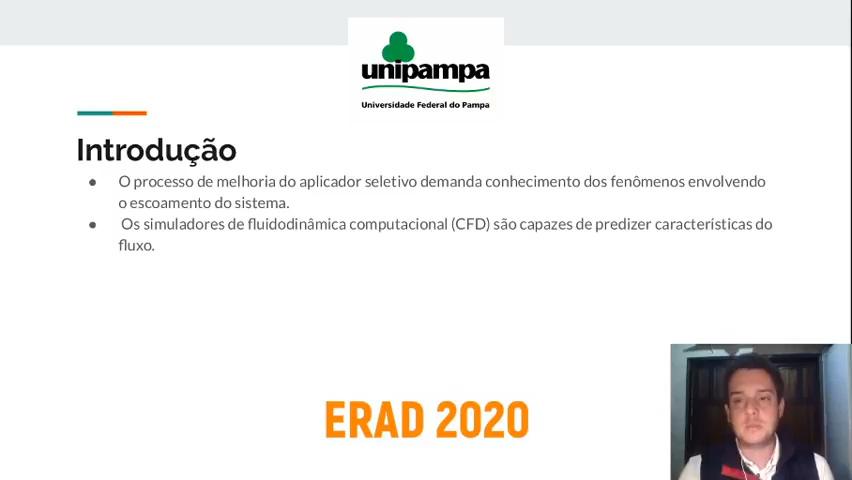 unipampa
Universidade Federal do Pampa
Introdução
● O processo de melhoria do aplicador seletivo demanda conhecimento dos fenômenos envolvendo
o escoamento do sistema.
● Os simuladores de fluidodinâmica computacional (CFD) são capazes de predizer características do
fluxo.
ERAD 2020